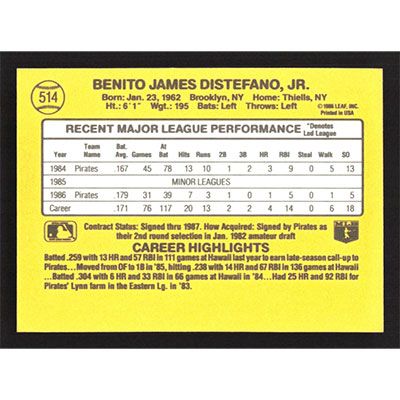 514
BENITO JAMES DISTEFANO, JR.
Born: Jan. 23, 1962 Brooklyn, NY Home: Thiells, NY
Ht.: 6'1" Wgt.: 195 Bats: Left Throws: Left
©1986 LEAF, INC.
Printed in USA
RECENT MAJOR LEAGUE PERFORMANCE *Denotes Led League
Year Team Name Bat. Avg. Games At Bat Hits Runs 2B 3B HR RBI Steal Walk SO
1984 Pirates .167 45 78 13 10 1 2 3 9 0 5 13
1985 MINOR LEAGUES
1986 Pirates .179 31 39 7 3 1 0 1 5 0 1 5
Career .171 76 117 20 13 2 2 4 14 0 6 18
Contract Status: Signed thru 1987. How Acquired: Signed by Pirates as
their 2nd round selection in Jan. 1982 amateur draft
CAREER HIGHLIGHTS
Batted .259 with 13 HR and 57 RBI in 111 games at Hawaii last year to earn late-season call-up to
Pirates...Moved from OF to 1B in '85, hitting .238 with 14 HR and 67 RBI in 136 games at Hawaii
...Batted .304 with 6 HR and 33 RBI in 66 games at Hawaii in '84...Had 25 HR and 92 RBI for
Pirates' Lynn farm in the Eastern Lg. in '83.